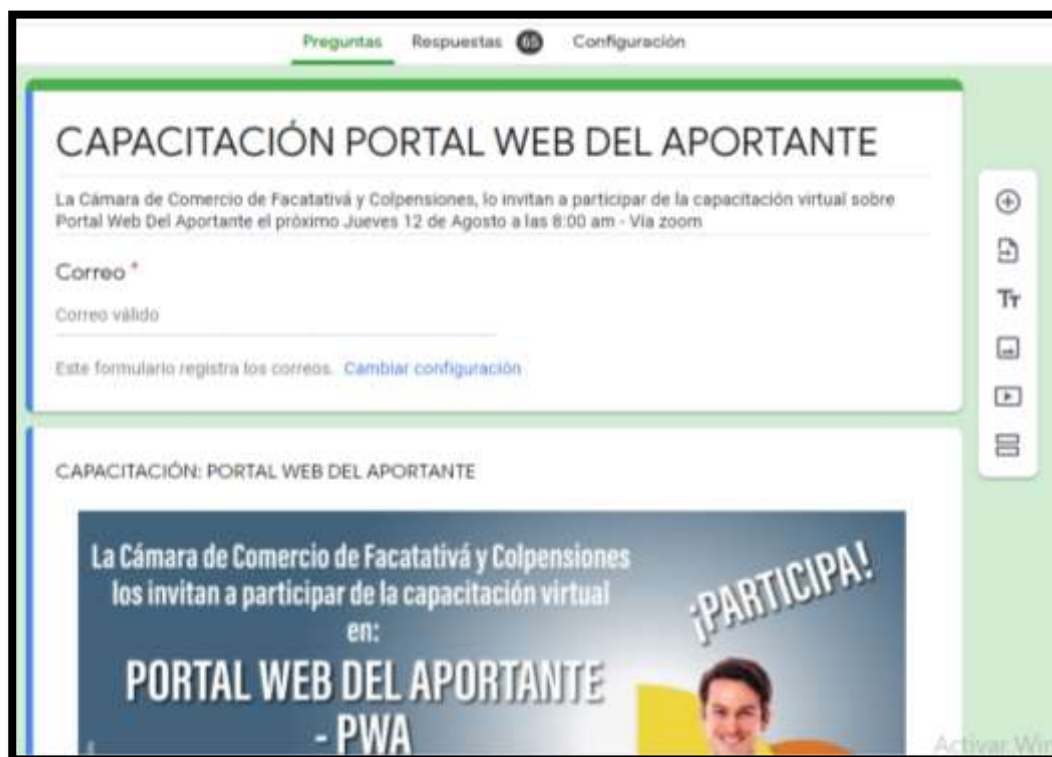 Preguntas Respuestas 65 Configuración
CAPACITACIÓN PORTAL WEB DEL APORTANTE
La Cámara de Comercio de Facatativá y Colpensiones, lo invitan a participar de la capacitación virtual sobre
Portal Web Del Aportante el próximo Jueves 12 de Agosto a las 8:00 am - Via zoom
Correo *
Correo válido
Este formulario registra los correos. Cambiar configuración
Tr
CAPACITACIÓN: PORTAL WEB DEL APORTANTE
La Cámara de Comercio de Facatativá y Colpensiones
los invitan a participar de la capacitación virtual
en:
PORTAL WEB DEL APORTANTE
- PWA
¡PARTICIPA!
Activar Win